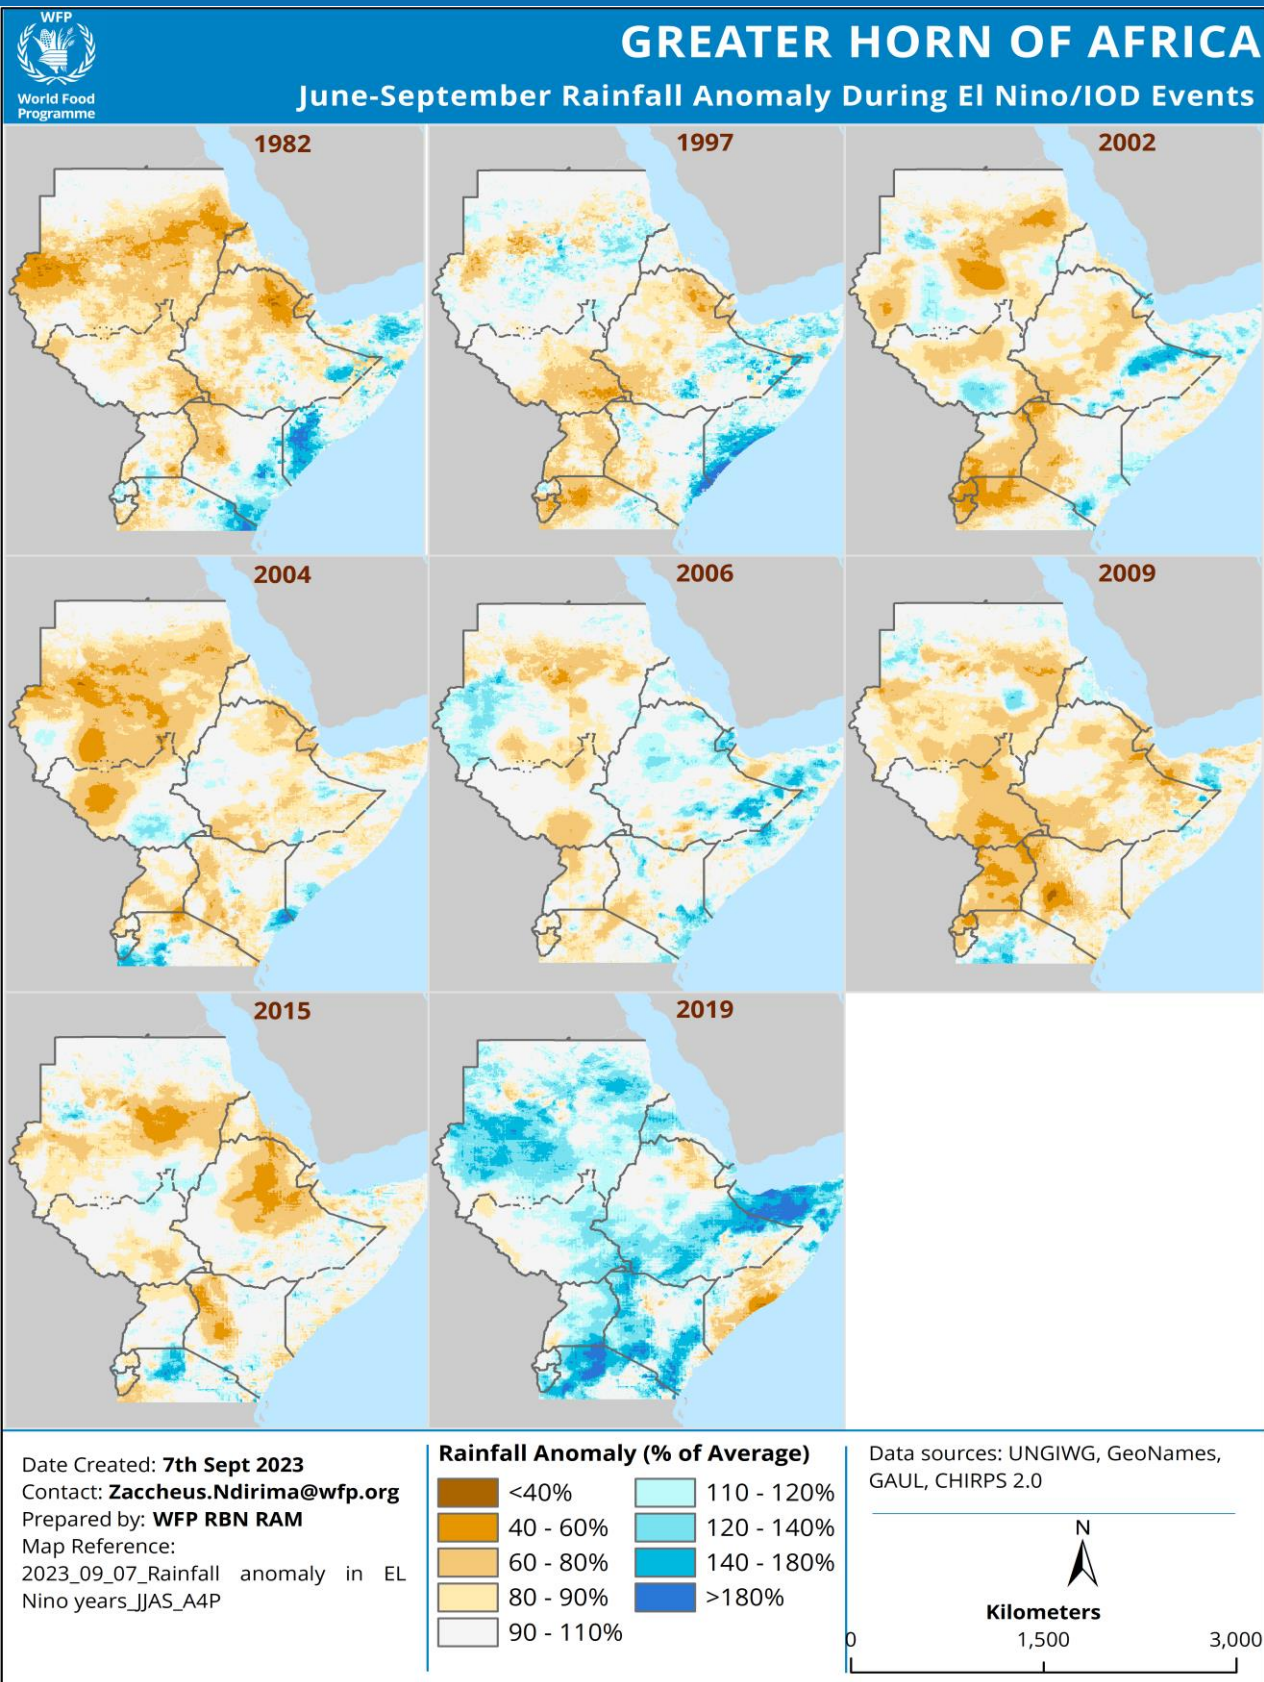 WFP
World Food
Programme
GREATER HORN OF AFRICA
June-September Rainfall Anomaly During El Nino/IOD Events
1982
1997
2002
2004
2006
2009
2015
2019
Date Created: 7th Sept 2023
Contact: Zaccheus.Ndirima@wfp.org
Prepared by: WFP RBN RAM
Map Reference:
2023_09_07_Rainfall anomaly in EL
Nino years_JJAS_A4P
Rainfall Anomaly (% of Average)
<40%
40 - 60%
60 - 80%
80 - 90%
90 - 110%
110 - 120%
120 - 140%
140 - 180%
>180%
Data sources: UNGIWG, GeoNames,
GAUL, CHIRPS 2.0
N
Kilometers
0 1,500 3,000